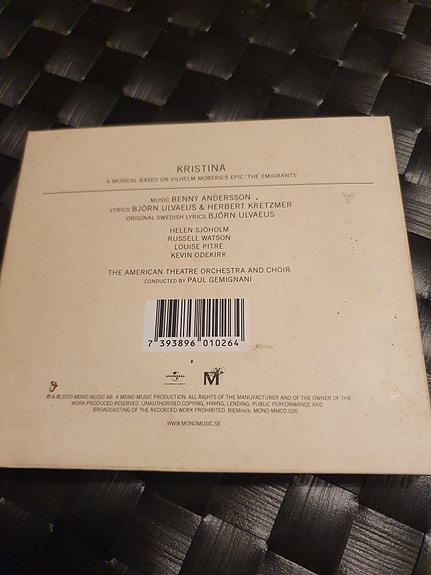 KRISTINA
A MUSICAL BASED ON VILHELM MOBERG'S EPIC 'THE EMIGRANTS'
MUSIC BENNY ANDERSSON
LYRICS BJÖRN ULVAEUS & HERBERT KRETZMER
ORIGINAL SWEDISH LYRICS BJÖRN ULVAEUS
HELEN SJÖHOLM
RUSSELL WATSON
LOUISE PITRE
KEVIN ODEKIRK
THE AMERICAN THEATRE ORCHESTRA AND CHOIR
CONDUCTED BY PAUL GEMIGNANI
7 393896 010264
UNIVERSAL
M
℗ & © 2010 MONO MUSIC AB. A MONO MUSIC PRODUCTION. ALL RIGHTS OF THE MANUFACTURER AND OF THE OWNER OF THE
WORK PRODUCED RESERVED. UNAUTHORISED COPYING, HIRING, LENDING, PUBLIC PERFORMANCE AND
BROADCASTING OF THE RECORDED WORK PROHIBITED. BIEM/ncb. MONO MMCD 026.
WWW.MONOMUSIC.SE